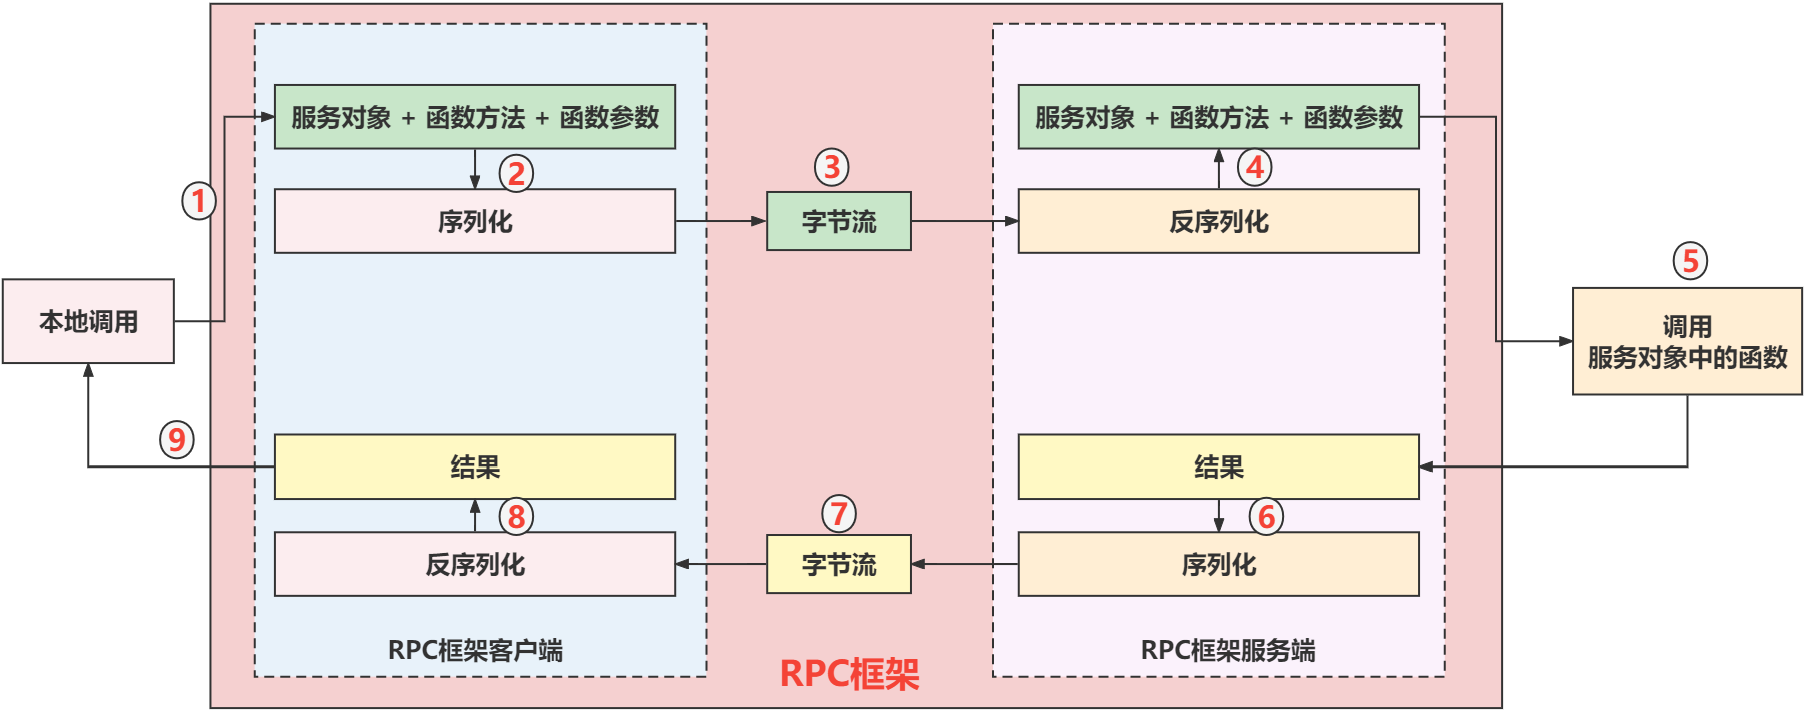 服务对象 + 函数方法 + 函数参数
服务对象 + 函数方法 + 函数参数
②
③
④
①
序列化
字节流
反序列化
⑤
本地调用
调用
服务对象中的函数
⑨
结果
结果
⑧
⑦
⑥
反序列化
字节流
序列化
RPC框架客户端
RPC框架服务端
RPC框架